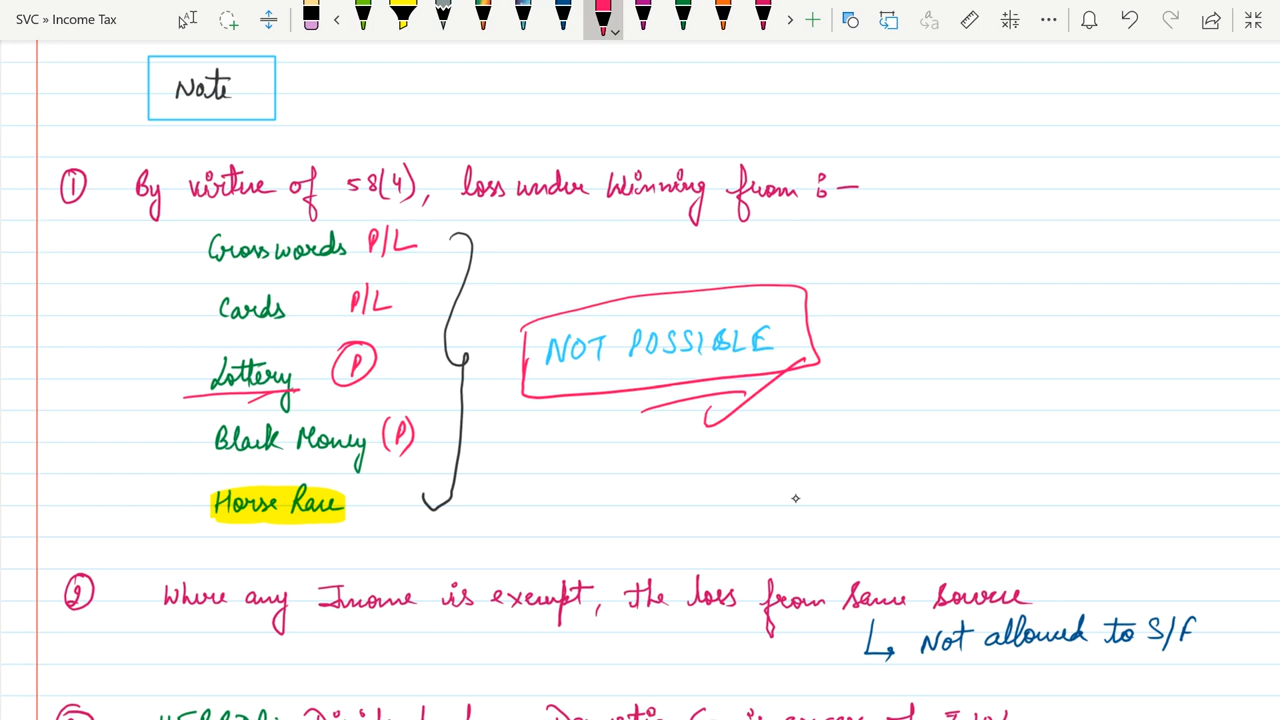 SVC » Income Tax
Note
① By virtue of 58(4), loss under Winning from :-
Crosswords P/L
Cards P/L
Lottery P
Black Money (P)
Horse Race
NOT POSSIBLE
② Where any Income is exempt, the loss from same source
↳ Not allowed to S/F